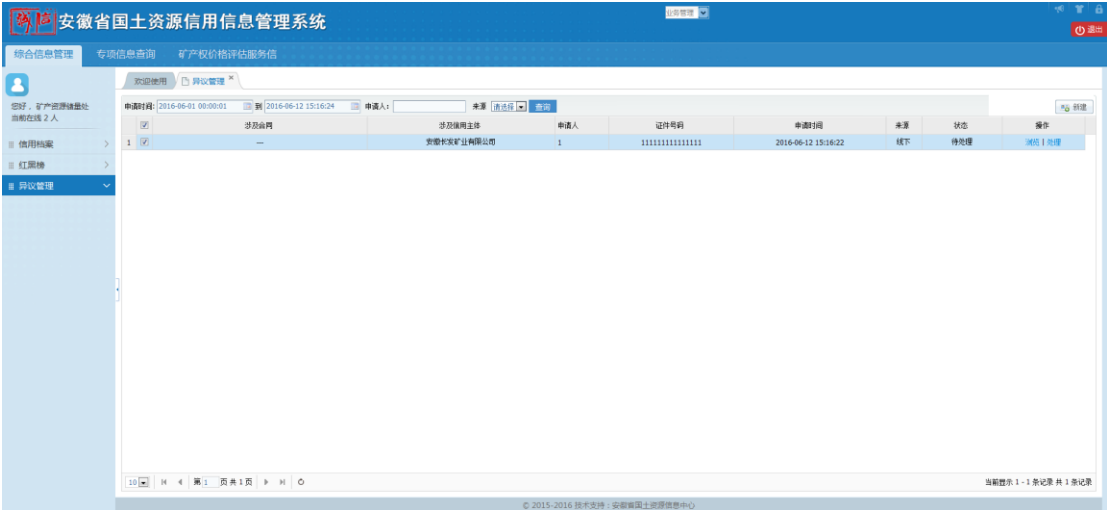 诚信 安徽省国土资源信用信息管理系统
业务管理
退出
综合信息管理 专项信息查询 矿产权价格评估服务信
您好，矿产资源储量处
当前在线 2 人
信用档案
红黑榜
异议管理
欢迎使用 异议管理 ×
申请时间: 2016-06-01 00:00:01 到 2016-06-12 15:16:24 申请人: 来源 请选择 查询 新建
涉及合同 涉及信用主体 申请人 证件号码 申请时间 来源 状态 操作
1 — 安徽长发矿业有限公司 1 111111111111111 2016-06-12 15:16:22 线下 待处理 浏览 | 处理
10 第 1 页 共 1 页 当前显示 1 - 1 条记录 共 1 条记录
© 2015-2016 技术支持：安徽省国土资源信息中心